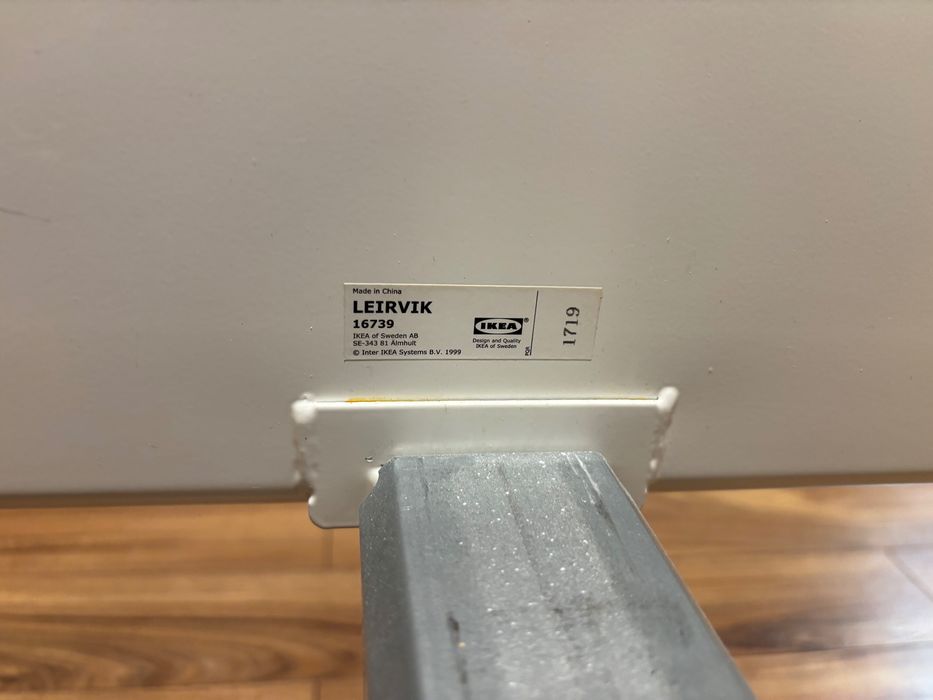 Made in China
LEIRVIK
16739
IKEA of Sweden AB
SE-343 81 Älmhult
© Inter IKEA Systems B.V. 1999
IKEA®
Design and Quality
IKEA of Sweden
1719